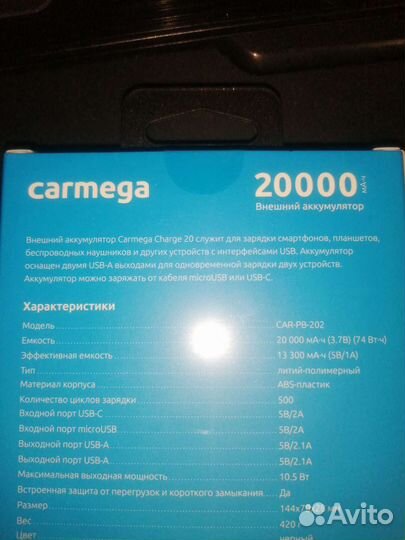 carmega
20000 мА·ч
Внешний аккумулятор
Внешний аккумулятор Carmega Charge 20 служит для зарядки смартфонов, планшетов,
беспроводных наушников и других устройств с интерфейсами USB. Аккумулятор
оснащен двумя USB-A выходами для одновременной зарядки двух устройств.
Аккумулятор можно заряжать от кабеля microUSB или USB-C.
Характеристики
Модель CAR-PB-202
Емкость 20 000 мА·ч (3.7В) (74 Вт·ч)
Эффективная емкость 13 300 мА·ч (5В/1А)
Тип литий-полимерный
Материал корпуса ABS-пластик
Количество циклов зарядки 500
Входной порт USB-C 5В/2А
Входной порт microUSB 5В/2А
Выходной порт USB-A 5В/2.1А
Выходной порт USB-A 5В/2.1А
Максимальная выходная мощность 10.5 Вт
Встроенная защита от перегрузок и короткого замыкания Да
Размер
Вес 420
Цвет черный
Avito